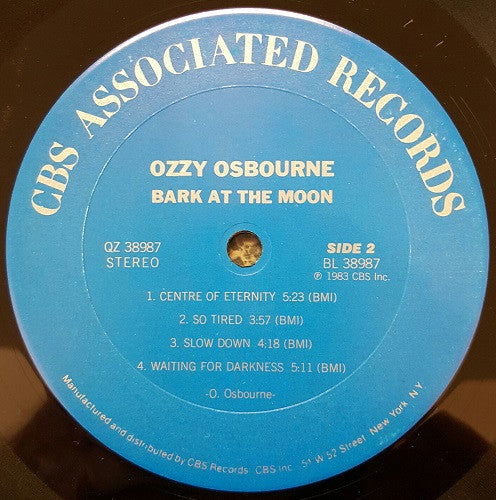 CBS ASSOCIATED RECORDS
OZZY OSBOURNE
BARK AT THE MOON
QZ 38987
STEREO
SIDE 2
BL 38987
℗ 1983 CBS Inc.
1. CENTRE OF ETERNITY 5:23 (BMI)
2. SO TIRED 3:57 (BMI)
3. SLOW DOWN 4:18 (BMI)
4. WAITING FOR DARKNESS 5:11 (BMI)
-O. Osbourne-
Manufactured and distributed by CBS Records CBS Inc. 51 W 52 Street New York NY